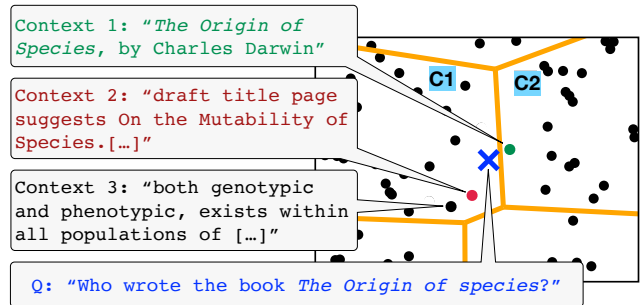 Context 1: “The Origin of
Species, by Charles Darwin”
C1
C2
Context 2: “draft title page
suggests On the Mutability of
Species.[…]”
Context 3: “both genotypic
and phenotypic, exists within
all populations of […]”
Q: “Who wrote the book The Origin of species?”